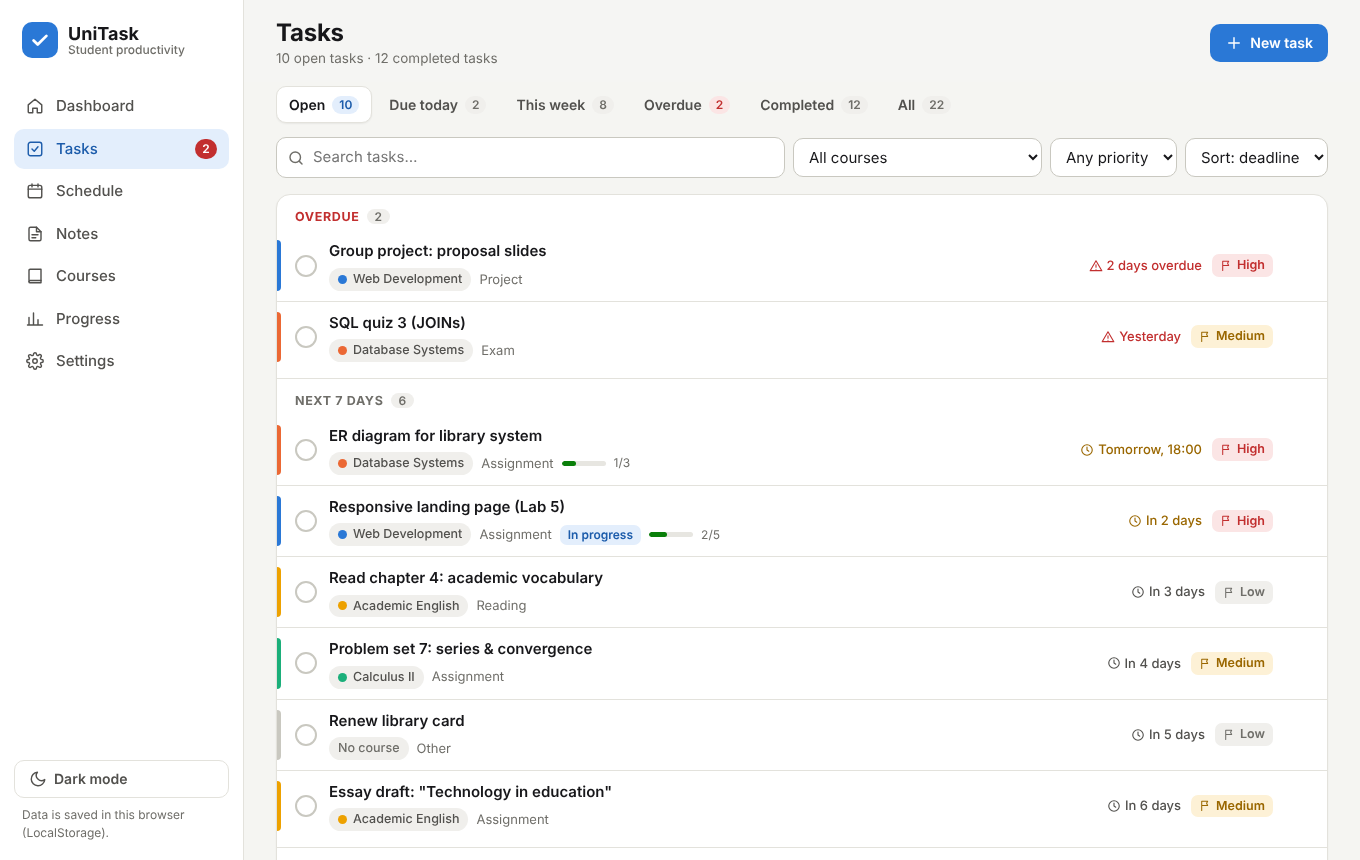 UniTask
Student productivity
Dashboard
Tasks 2
Schedule
Notes
Courses
Progress
Settings
Dark mode
Data is saved in this browser
(LocalStorage).
Tasks
10 open tasks · 12 completed tasks
New task
Open 10 Due today 2 This week 8 Overdue 2 Completed 12 All 22
Search tasks... All courses Any priority Sort: deadline
OVERDUE 2
Group project: proposal slides
Web Development Project
2 days overdue High
SQL quiz 3 (JOINs)
Database Systems Exam
Yesterday Medium
NEXT 7 DAYS 6
ER diagram for library system
Database Systems Assignment 1/3
Tomorrow, 18:00 High
Responsive landing page (Lab 5)
Web Development Assignment In progress 2/5
In 2 days High
Read chapter 4: academic vocabulary
Academic English Reading
In 3 days Low
Problem set 7: series & convergence
Calculus II Assignment
In 4 days Medium
Renew library card
No course Other
In 5 days Low
Essay draft: "Technology in education"
Academic English Assignment
In 6 days Medium